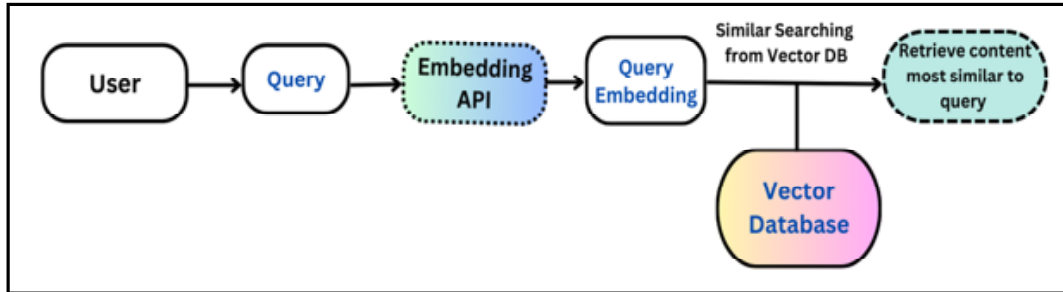 User
Query
Embedding
API
Query
Embedding
Similar Searching
from Vector DB
Retrieve content
most similar to
query
Vector
Database